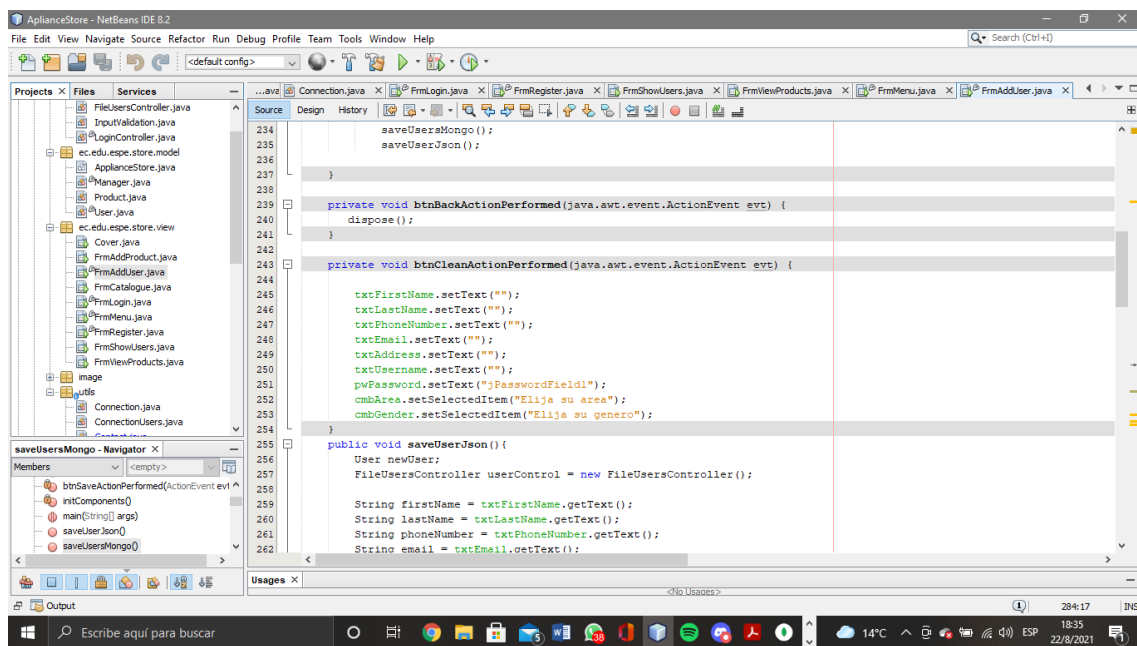 ApplianceStore - NetBeans IDE 8.2
File Edit View Navigate Source Refactor Run Debug Profile Team Tools Window Help
Search (Ctrl+I)
<default config>
Projects Files Services
FileUsersController.java
InputValidation.java
LoginController.java
ec.edu.espe.store.model
ApplianceStore.java
Manager.java
Product.java
User.java
ec.edu.espe.store.view
Cover.java
FrmAddProduct.java
FrmAddUser.java
FrmCatalogue.java
FrmLogin.java
FrmMenu.java
FrmRegister.java
FrmShowUsers.java
FrmViewProducts.java
image
utils
Connection.java
ConnectionUsers.java
saveUsersMongo - Navigator
Members <empty>
btnSaveActionPerformed(ActionEvent evt
initComponents()
main(String[] args)
saveUserJson()
saveUsersMongo()
Output
...ava Connection.java FrmLogin.java FrmRegister.java FrmShowUsers.java FrmViewProducts.java FrmMenu.java FrmAddUser.java
Source Design History
234 saveUsersMongo();
235 saveUserJson();
236
237 }
238
239 private void btnBackActionPerformed(java.awt.event.ActionEvent evt) {
240 dispose();
241 }
242
243 private void btnCleanActionPerformed(java.awt.event.ActionEvent evt) {
244
245 txtFirstName.setText("");
246 txtLastName.setText("");
247 txtPhoneNumber.setText("");
248 txtEmail.setText("");
249 txtAddress.setText("");
250 txtUsername.setText("");
251 pwPassword.setText("jPasswordField1");
252 cmbArea.setSelectedItem("Elija su area");
253 cmbGender.setSelectedItem("Elija su genero");
254 }
255 public void saveUserJson(){
256 User newUser;
257 FileUsersController userControl = new FileUsersController();
258
259 String firstName = txtFirstName.getText();
260 String lastName = txtLastName.getText();
261 String phoneNumber = txtPhoneNumber.getText();
262 String email = txtEmail.getText();
Usages
<No Usages>
1 284:17 INS
Escribe aquí para buscar
5
38
14°C ESP
18:35
22/8/2021
1